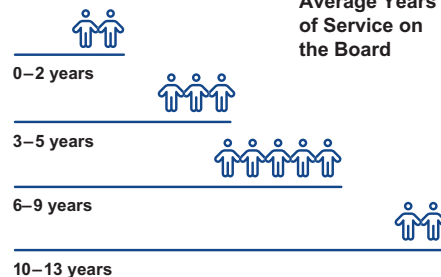 Average Years
of Service on
the Board
0–2 years
3–5 years
6–9 years
10–13 years